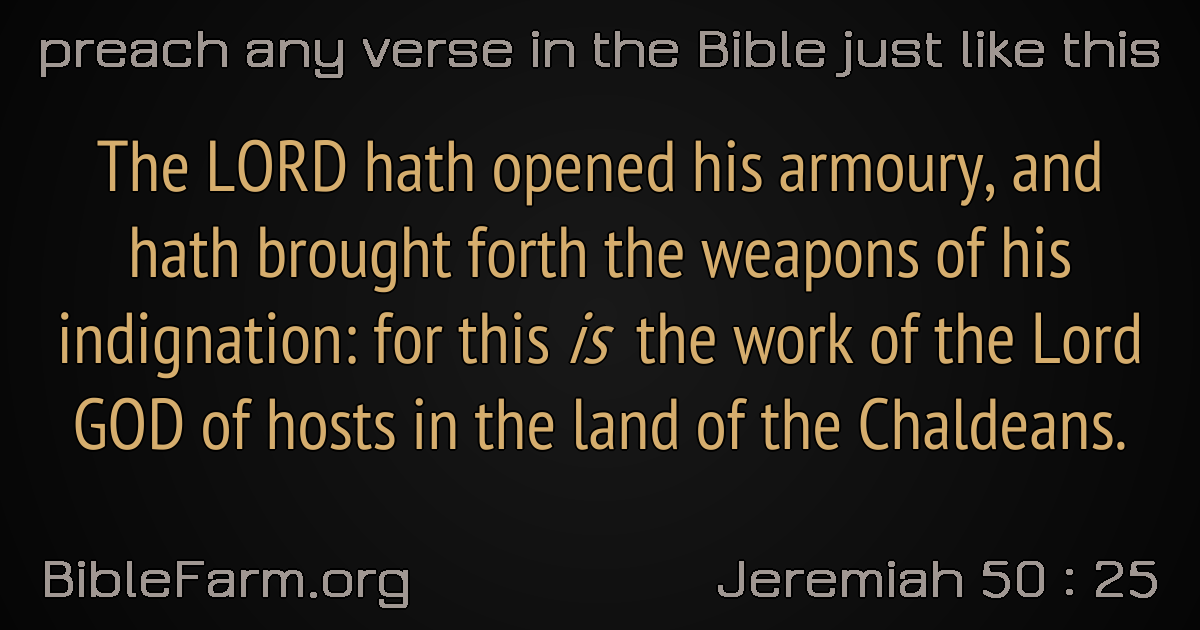 preach any verse in the Bible just like this
The LORD hath opened his armoury, and
hath brought forth the weapons of his
indignation: for this is the work of the Lord
GOD of hosts in the land of the Chaldeans.
BibleFarm.org
Jeremiah 50 : 25